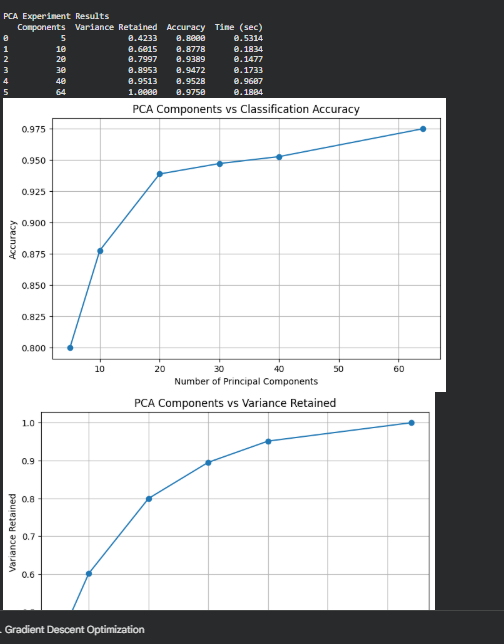 PCA Experiment Results
Components Variance Retained Accuracy Time (sec)
0 5 0.4233 0.8000 0.5314
1 10 0.6015 0.8778 0.1834
2 20 0.7997 0.9389 0.1477
3 30 0.8953 0.9472 0.1733
4 40 0.9513 0.9528 0.9607
5 64 1.0000 0.9750 0.1804
PCA Components vs Classification Accuracy
0.975
0.950
0.925
0.900
0.875
0.850
0.825
0.800
Accuracy
10 20 30 40 50 60
Number of Principal Components
PCA Components vs Variance Retained
1.0
0.9
0.8
0.7
0.6
Variance Retained
. Gradient Descent Optimization